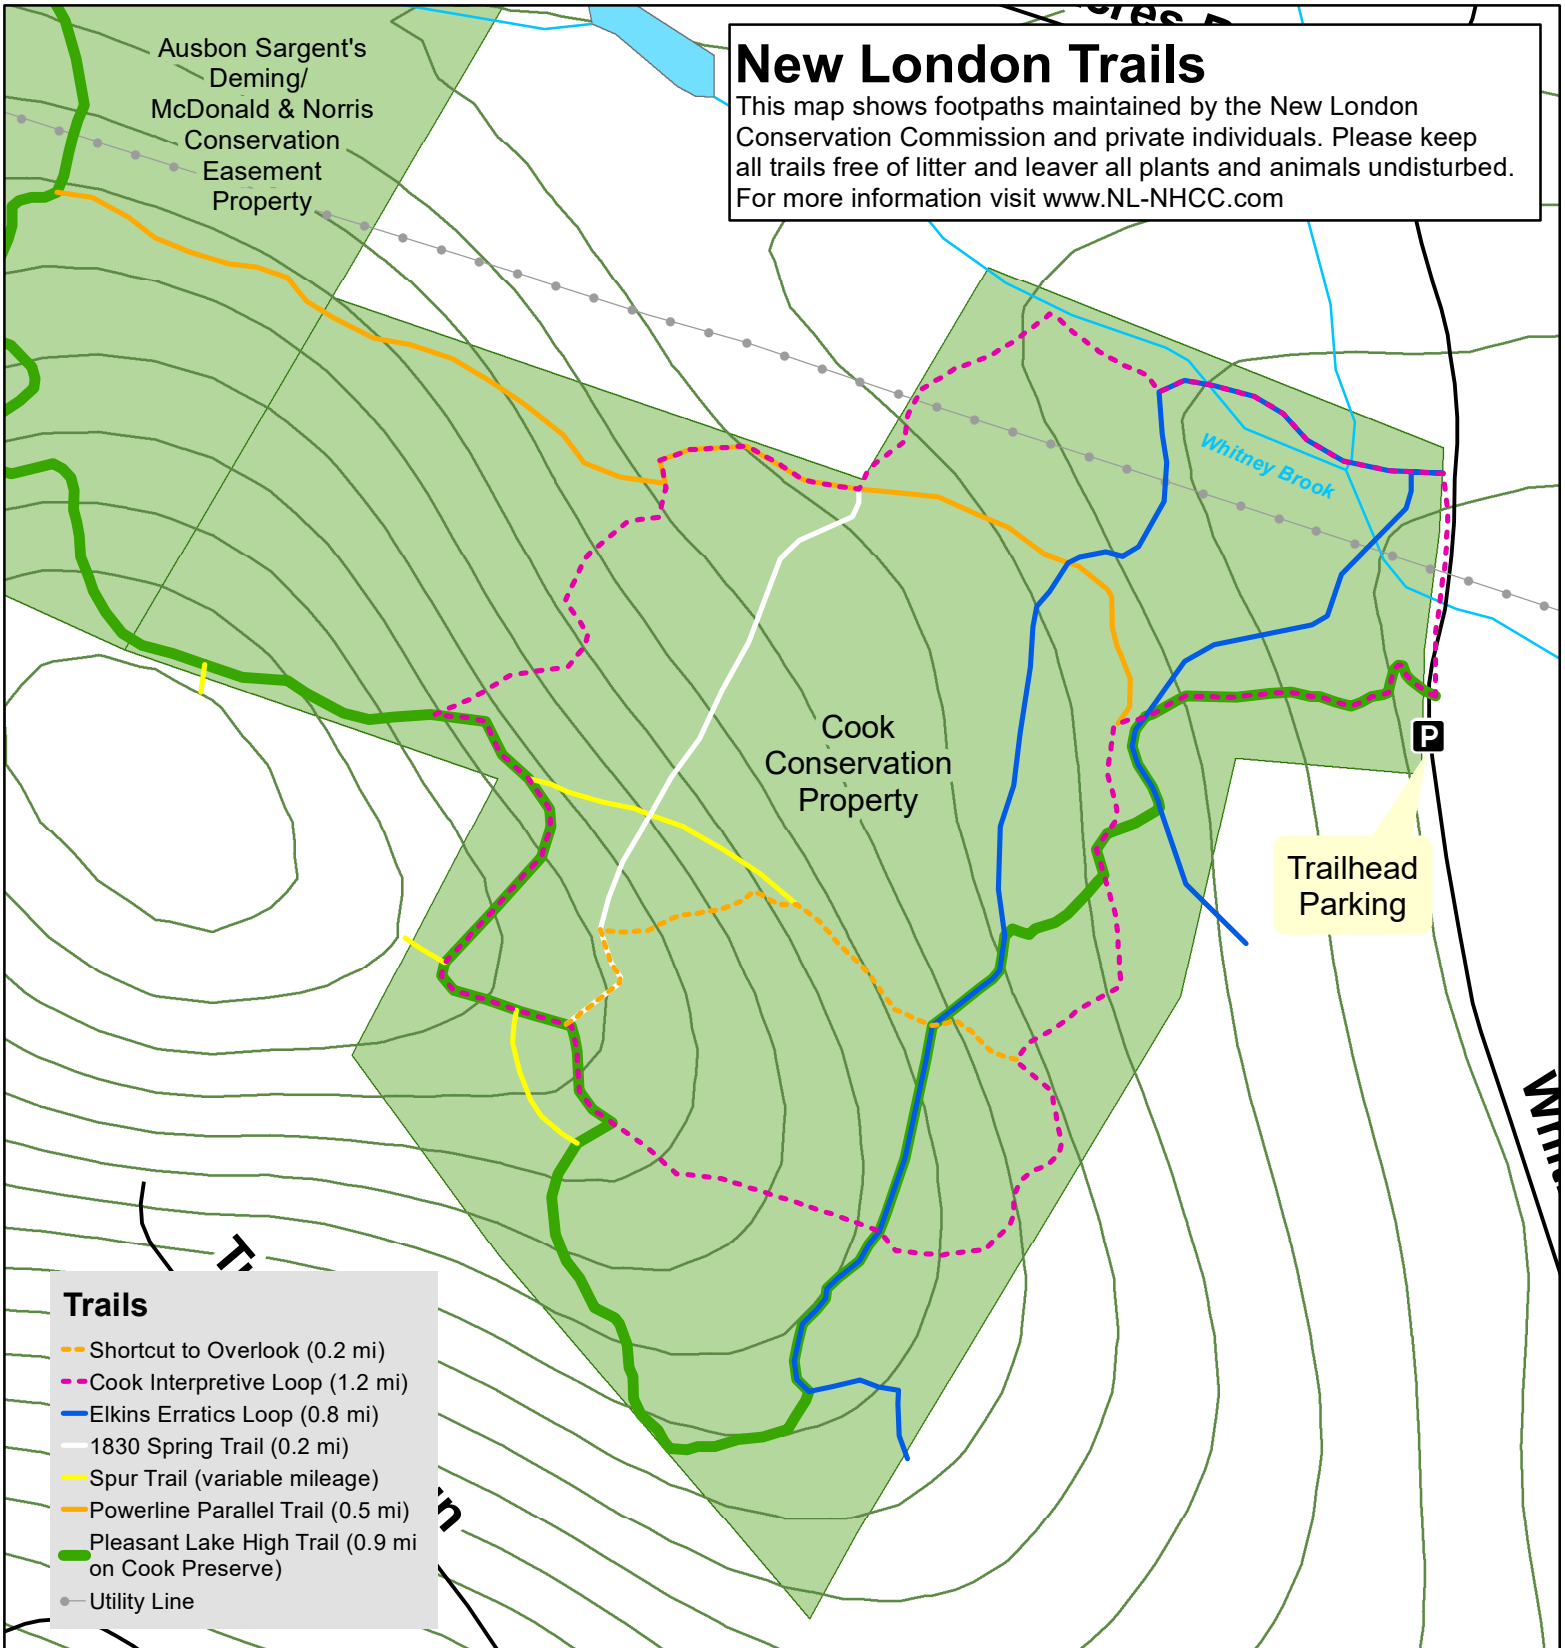 New London Trails
This map shows footpaths maintained by the New London
Conservation Commission and private individuals. Please keep
all trails free of litter and leaver all plants and animals undisturbed.
For more information visit www.NL-NHCC.com
Ausbon Sargent's
Deming/
McDonald & Norris
Conservation
Easement
Property
Whitney Brook
Cook
Conservation
Property
P
Trailhead
Parking
Trails
Shortcut to Overlook (0.2 mi)
Cook Interpretive Loop (1.2 mi)
Elkins Erratics Loop (0.8 mi)
1830 Spring Trail (0.2 mi)
Spur Trail (variable mileage)
Powerline Parallel Trail (0.5 mi)
Pleasant Lake High Trail (0.9 mi
on Cook Preserve)
Utility Line